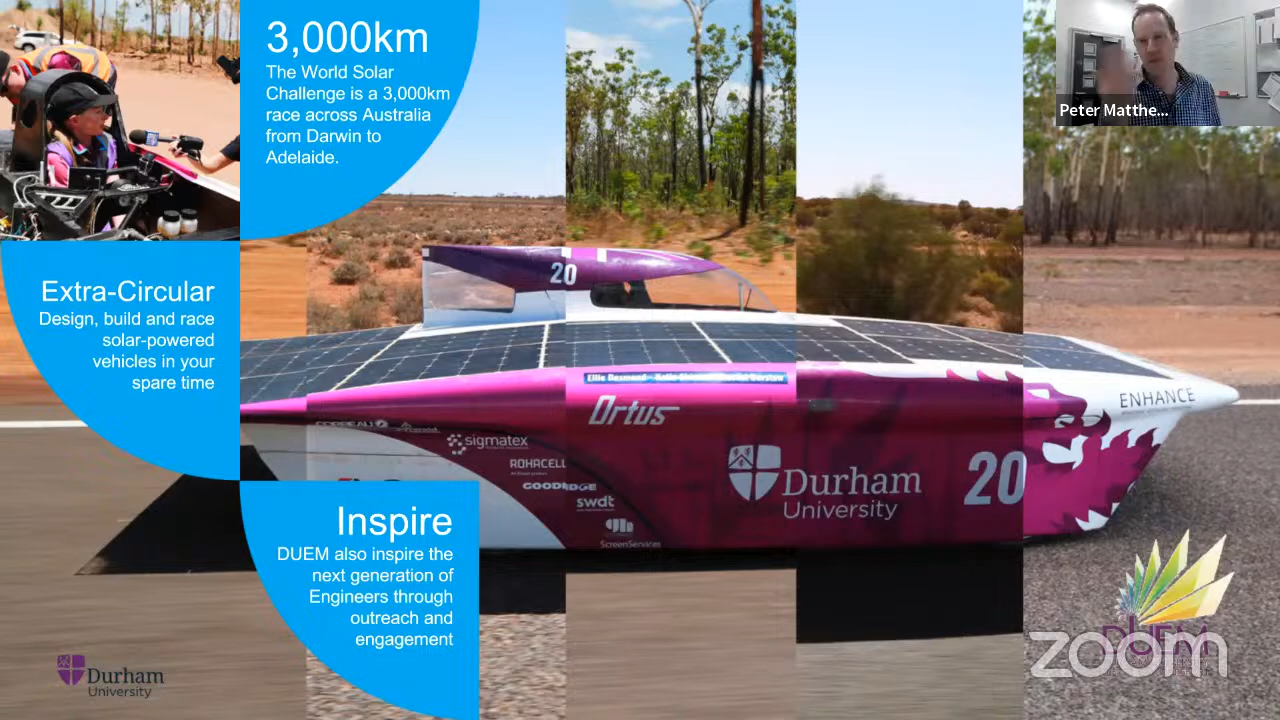 3,000km
The World Solar
Challenge is a 3,000km
race across Australia
from Darwin to
Adelaide.
Peter Matthe...
Extra-Circular
Design, build and race
solar-powered
vehicles in your
spare time
20
Ortus
ENHANCE
sigmatex
ROHACELL
GOODRIDGE
swdt
ScreenServices
Durham
University
20
Inspire
DUEM also inspire the
next generation of
Engineers through
outreach and
engagement
DUEM
zoom
Durham
University